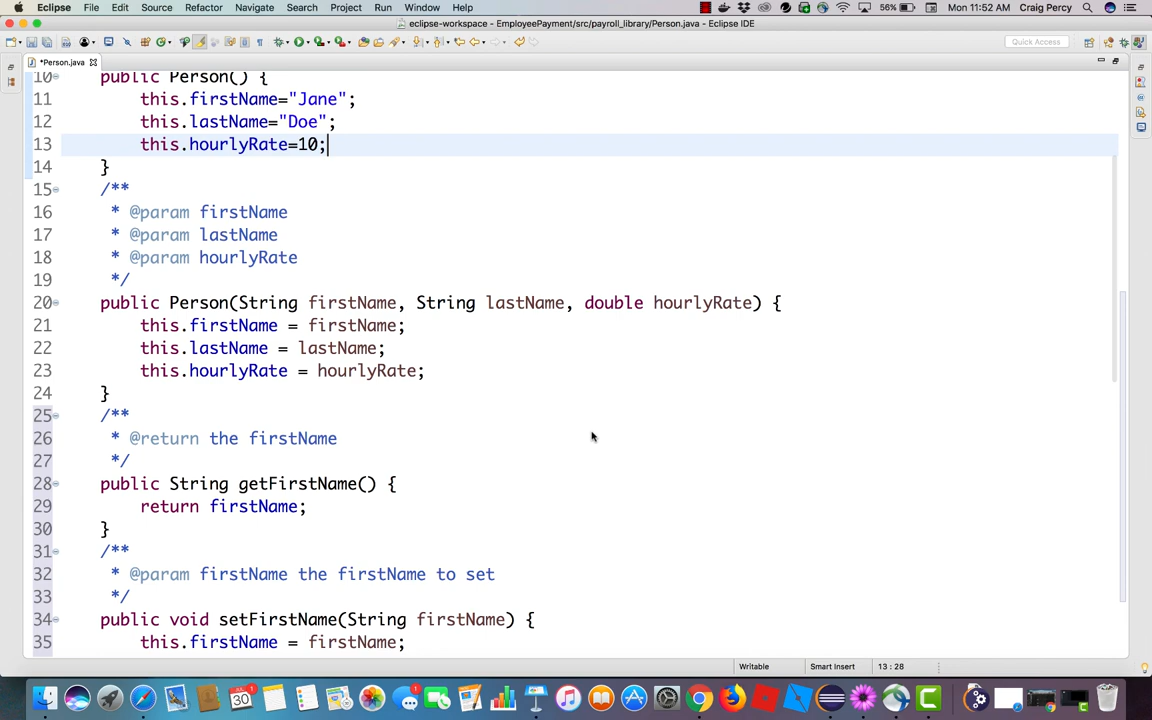 Eclipse File Edit Source Refactor Navigate Search Project Run Window Help 56% Mon 11:52 Craig Percy
eclipse-workspace - EmployeePayment/src/payroll_library/Person.java - Eclipse IDE
Quick Access
*Person.java
10 public Person() {
11 this.firstName="Jane";
12 this.lastName="Doe";
13 this.hourlyRate=10;
14 }
15 /**
16 * @param firstName
17 * @param lastName
18 * @param hourlyRate
19 */
20 public Person(String firstName, String lastName, double hourlyRate) {
21 this.firstName = firstName;
22 this.lastName = lastName;
23 this.hourlyRate = hourlyRate;
24 }
25 /**
26 * @return the firstName
27 */
28 public String getFirstName() {
29 return firstName;
30 }
31 /**
32 * @param firstName the firstName to set
33 */
34 public void setFirstName(String firstName) {
35 this.firstName = firstName;
Writable Smart Insert 13 : 28
30 1